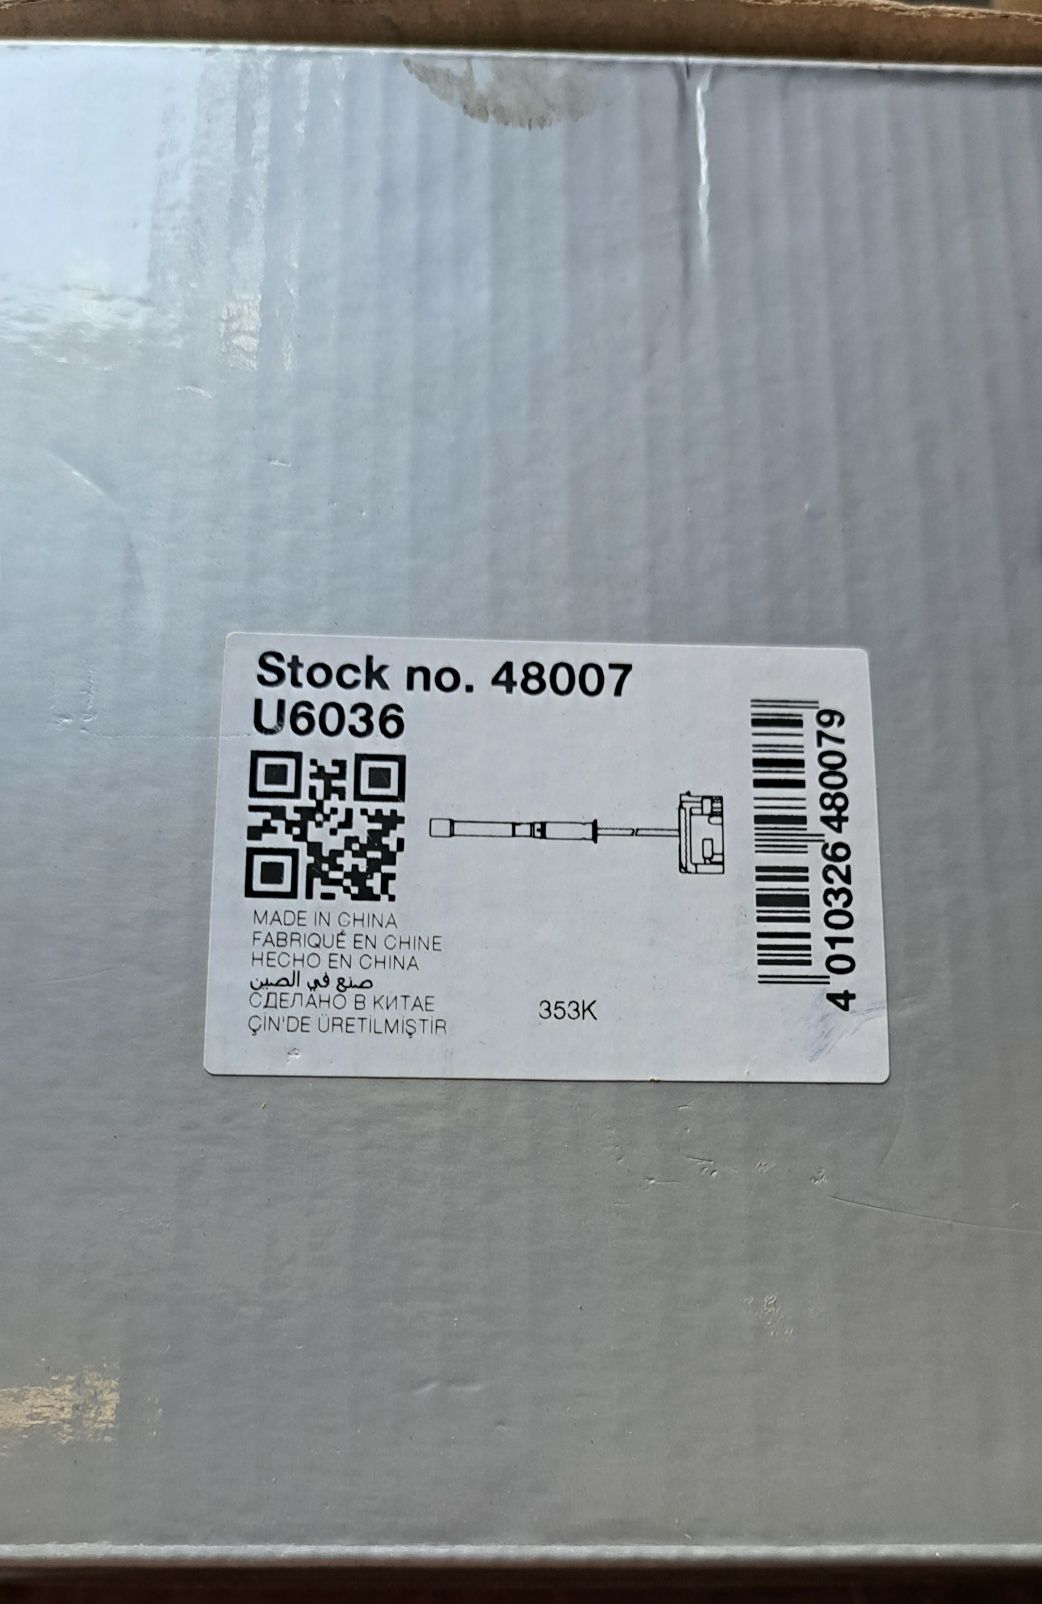 Stock no. 48007
U6036
MADE IN CHINA
FABRIQUÉ EN CHINE
HECHO EN CHINA
صنع في الصين
СДЕЛАНО В КИТАЕ
ÇİN'DE ÜRETİLMİŞTİR
353K
4 010326 480079